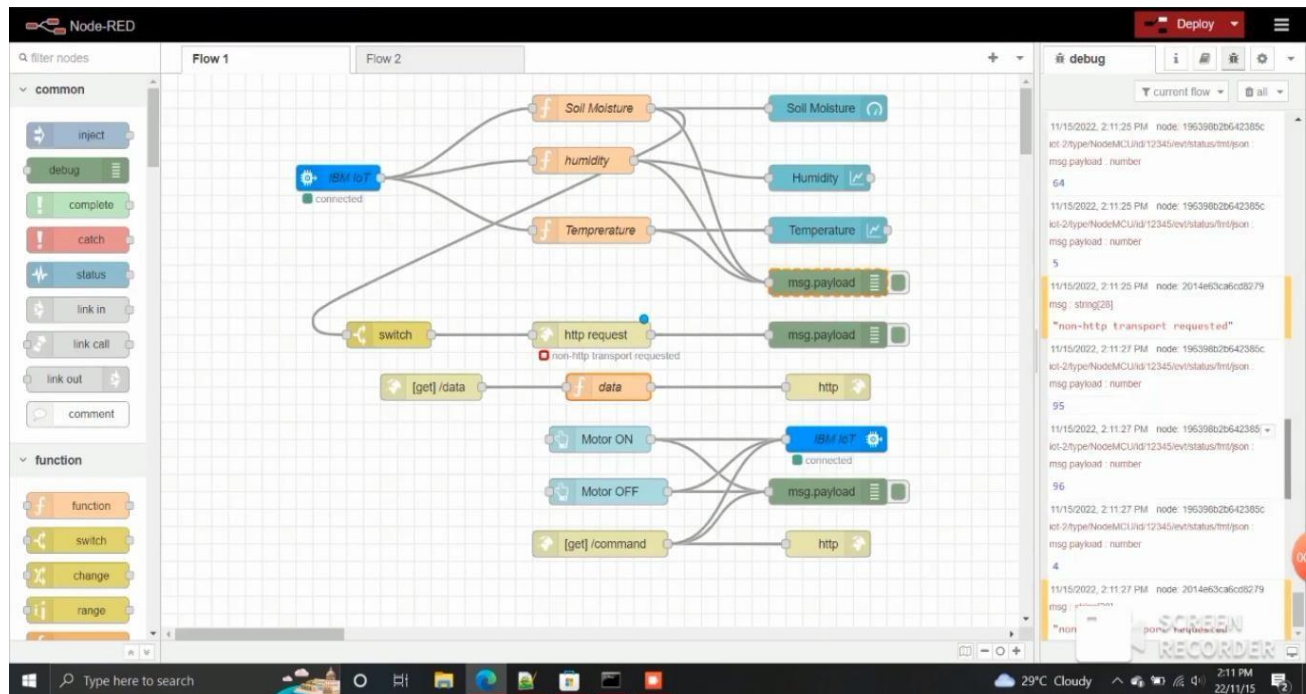 Node-RED
Deploy
filter nodes
Flow 1
Flow 2
debug
i
common
current flow
all
inject
debug
complete
catch
status
link in
link call
link out
comment
function
function
switch
change
range
IBM IoT
connected
Soil Moisture
humidity
Temprerature
Soil Moisture
Humidity
Temperature
msg.payload
switch
http request
non-http transport requested
msg.payload
[get] /data
data
http
Motor ON
IBM IoT
connected
Motor OFF
msg.payload
[get] /command
http
11/15/2022, 2:11:25 PM node: 196398b2b642385c
iot-2/type/NodeMCU/id/12345/evt/status/fmt/json :
msg.payload : number
64
11/15/2022, 2:11:25 PM node: 196398b2b642385c
iot-2/type/NodeMCU/id/12345/evt/status/fmt/json :
msg.payload : number
5
11/15/2022, 2:11:25 PM node: 2014e63ca6cd8279
msg : string[28]
"non-http transport requested"
11/15/2022, 2:11:27 PM node: 196398b2b642385c
iot-2/type/NodeMCU/id/12345/evt/status/fmt/json :
msg.payload : number
95
11/15/2022, 2:11:27 PM node: 196398b2b642385
iot-2/type/NodeMCU/id/12345/evt/status/fmt/json :
msg.payload : number
96
11/15/2022, 2:11:27 PM node: 196398b2b642385c
iot-2/type/NodeMCU/id/12345/evt/status/fmt/json :
msg.payload : number
4
11/15/2022, 2:11:27 PM node: 2014e63ca6cd8279
msg :
"non
SCREEN
RECORDER
Type here to search
29°C Cloudy
2:11 PM
22/11/15
2